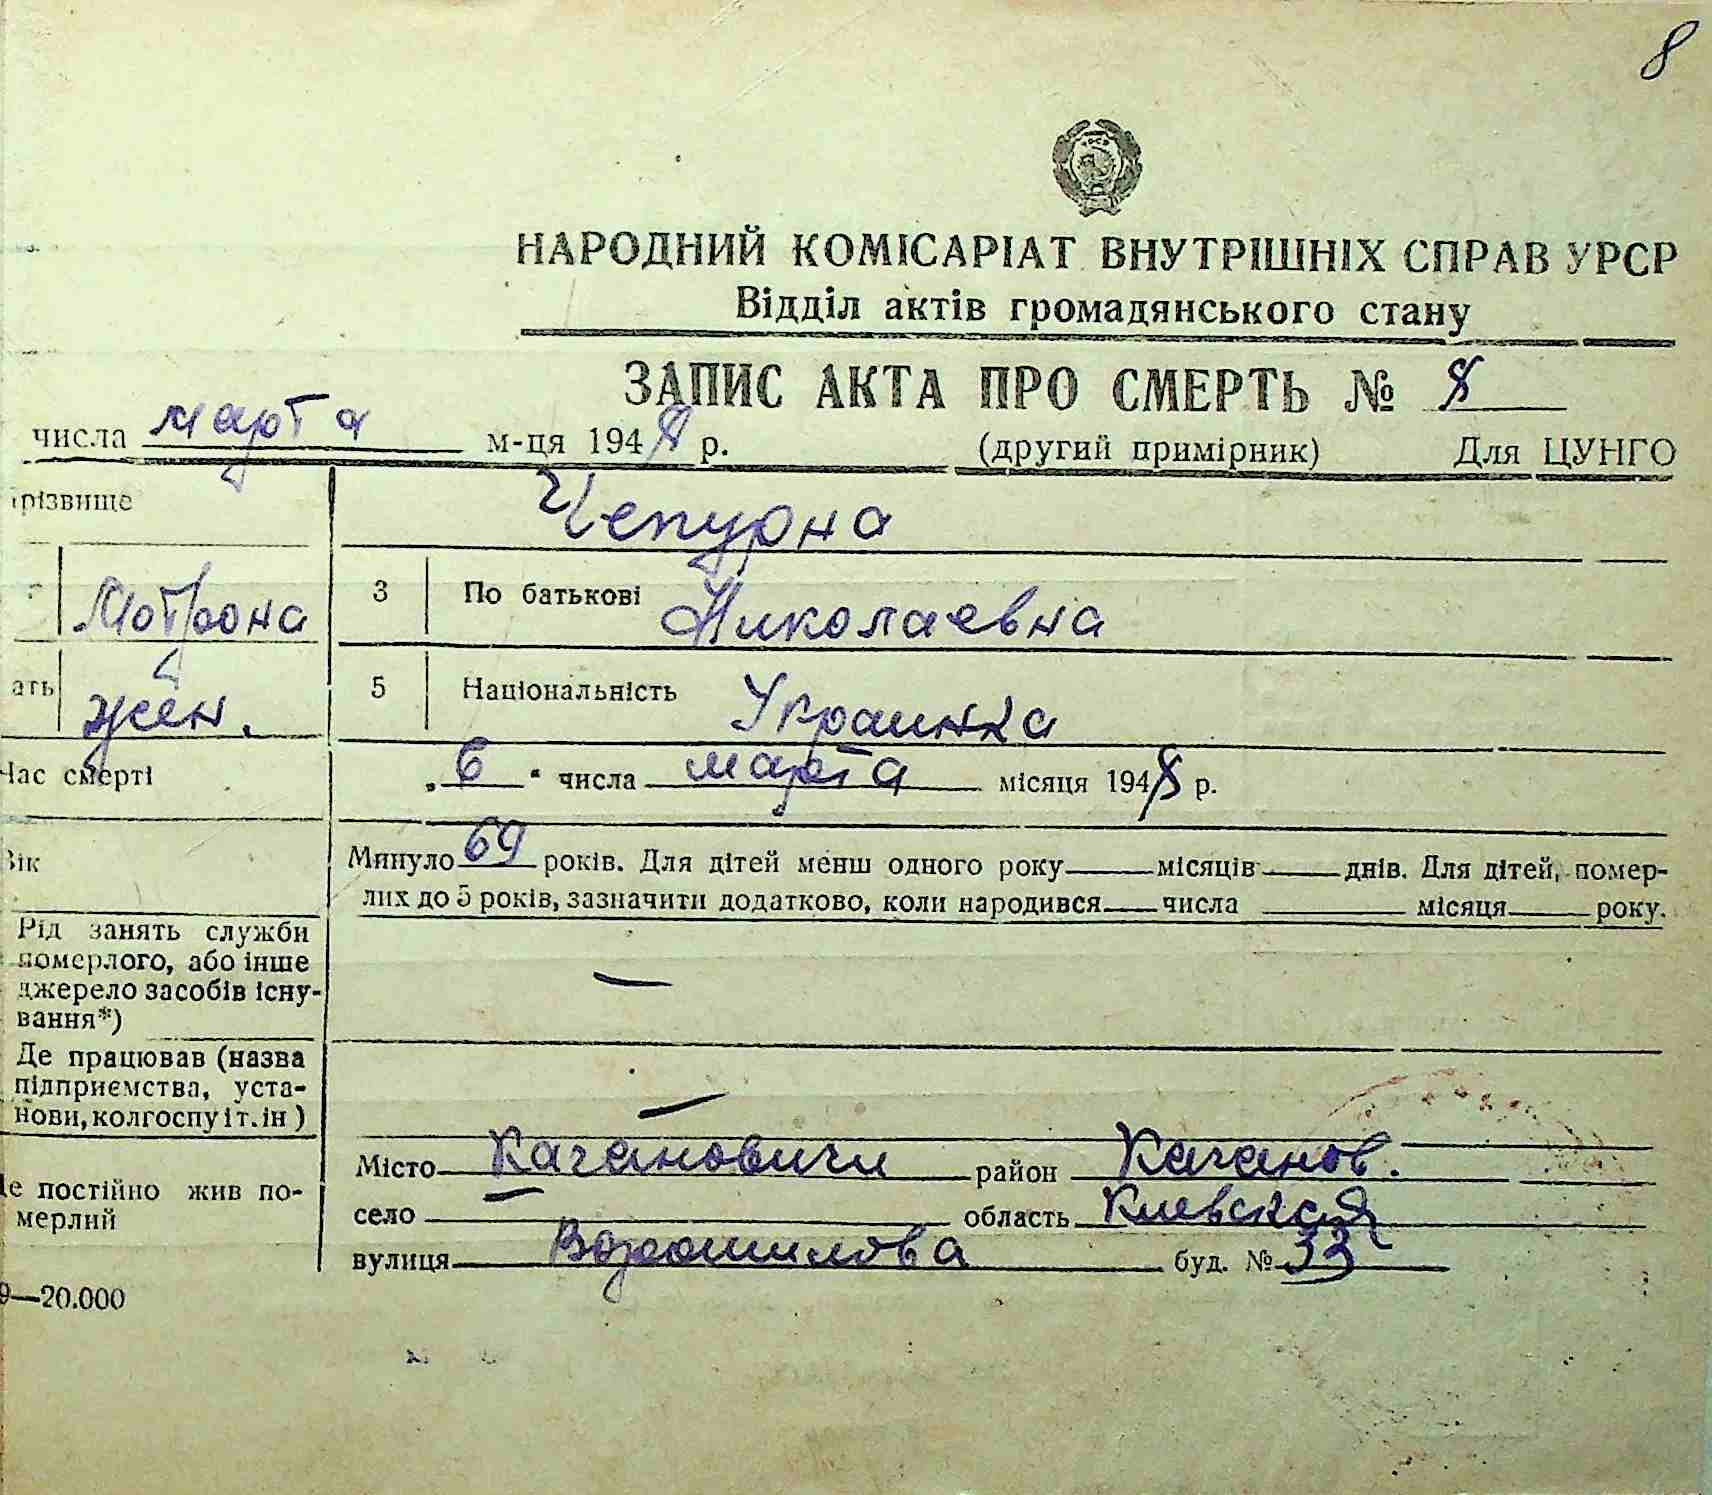 8
НАРОДНИЙ КОМІСАРІАТ ВНУТРІШНІХ СПРАВ УРСР
Відділ актів громадянського стану
ЗАПИС АКТА ПРО СМЕРТЬ № 8
числа марта м-ця 1948 р. (другий примірник) Для ЦУНГО
різвище Чепурна
Мотрона 3 По батькові Николаевна
ать жен. 5 Національність Украинка
Час смерті „6“ числа марта місяця 1948 р.
Вік Минуло 69 років. Для дітей менш одного року місяців днів. Для дітей, помер-
лих до 5 років, зазначити додатково, коли народився числа місяця року.
Рід занять служби
померлого, або інше
джерело засобів існу-
вання*)
—
Де працював (назва
підприємства, уста-
нови, колгоспу і т. ін)
—
Де постійно жив по-
мерлий
Місто Кагановичи район Каганов.
село — область Киевская
вулиця Ворошилова буд. № 33
9—20.000